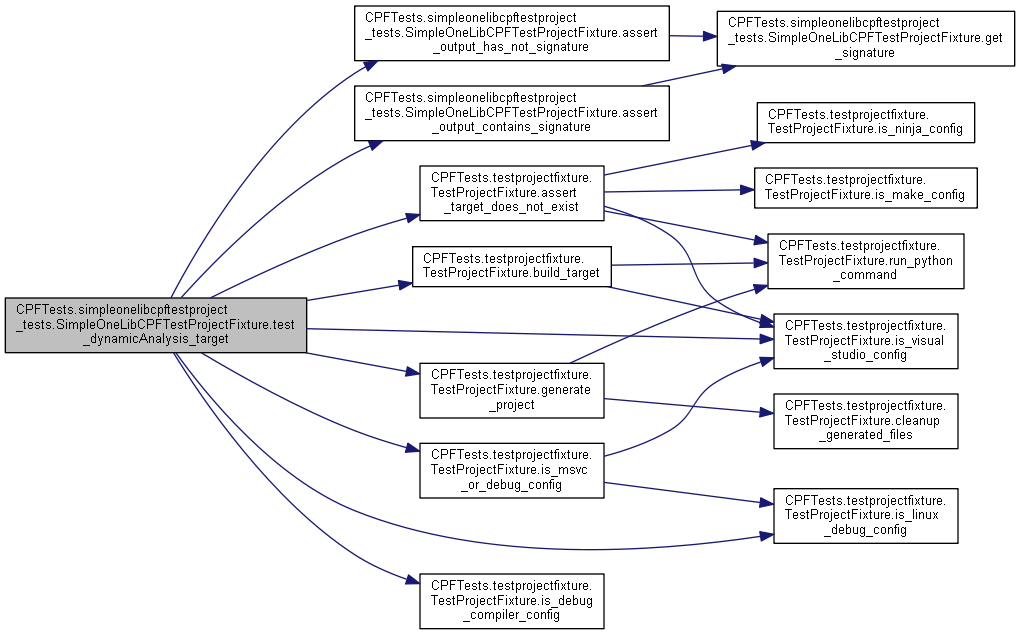 CPFTests.simpleonelibcpftestproject
_tests.SimpleOneLibCPFTestProjectFixture.test
_dynamicAnalysis_target
CPFTests.simpleonelibcpftestproject
_tests.SimpleOneLibCPFTestProjectFixture.assert
_output_has_not_signature
CPFTests.simpleonelibcpftestproject
_tests.SimpleOneLibCPFTestProjectFixture.assert
_output_contains_signature
CPFTests.testprojectfixture.
TestProjectFixture.assert
_target_does_not_exist
CPFTests.testprojectfixture.
TestProjectFixture.build_target
CPFTests.testprojectfixture.
TestProjectFixture.generate
_project
CPFTests.testprojectfixture.
TestProjectFixture.is_msvc
_or_debug_config
CPFTests.testprojectfixture.
TestProjectFixture.is_debug
_compiler_config
CPFTests.simpleonelibcpftestproject
_tests.SimpleOneLibCPFTestProjectFixture.get
_signature
CPFTests.testprojectfixture.
TestProjectFixture.is_ninja_config
CPFTests.testprojectfixture.
TestProjectFixture.is_make_config
CPFTests.testprojectfixture.
TestProjectFixture.run_python
_command
CPFTests.testprojectfixture.
TestProjectFixture.is_visual
_studio_config
CPFTests.testprojectfixture.
TestProjectFixture.cleanup
_generated_files
CPFTests.testprojectfixture.
TestProjectFixture.is_linux
_debug_config